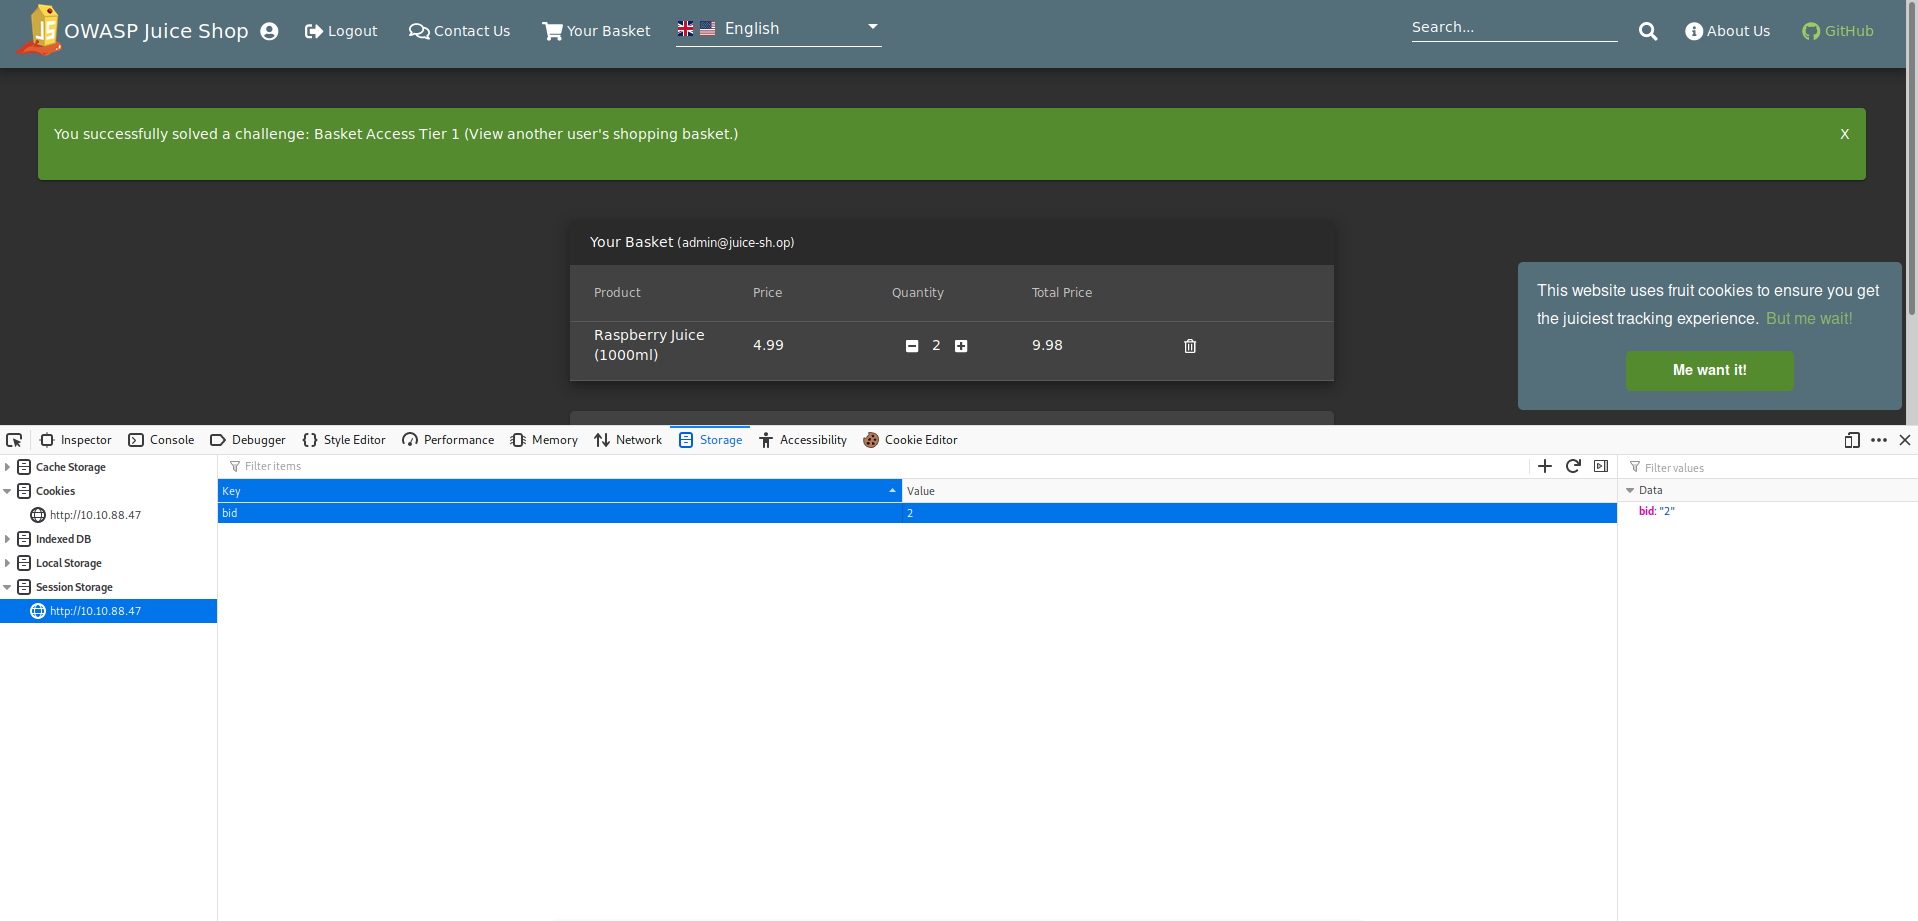 OWASP Juice Shop Logout Contact Us Your Basket English Search... About Us GitHub
You successfully solved a challenge: Basket Access Tier 1 (View another user's shopping basket.) X
Your Basket (admin@juice-sh.op)
Product Price Quantity Total Price
Raspberry Juice
(1000ml) 4.99 2 9.98
This website uses fruit cookies to ensure you get
the juiciest tracking experience. But me wait!
Me want it!
Inspector Console Debugger Style Editor Performance Memory Network Storage Accessibility Cookie Editor
Cache Storage
Cookies
http://10.10.88.47
Indexed DB
Local Storage
Session Storage
http://10.10.88.47
Filter items
Key Value
bid 2
Filter values
Data
bid: "2"